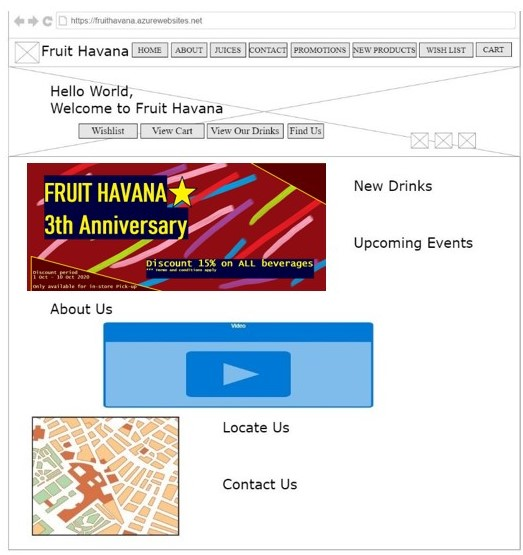 https://fruithavana.azurewebsites.net
Fruit Havana
HOME
ABOUT
JUICES
CONTACT
PROMOTIONS
NEW PRODUCTS
WISH LIST
CART
Hello World,
Welcome to Fruit Havana
Wishlist
View Cart
View Our Drinks
Find Us
FRUIT HAVANA
3th Anniversary
Discount 15% on ALL beverages
*** Terms and conditions apply
Discount period
1 Oct - 10 Oct 2020
Only available for in-store Pick-up
New Drinks
Upcoming Events
About Us
Video
Locate Us
Contact Us